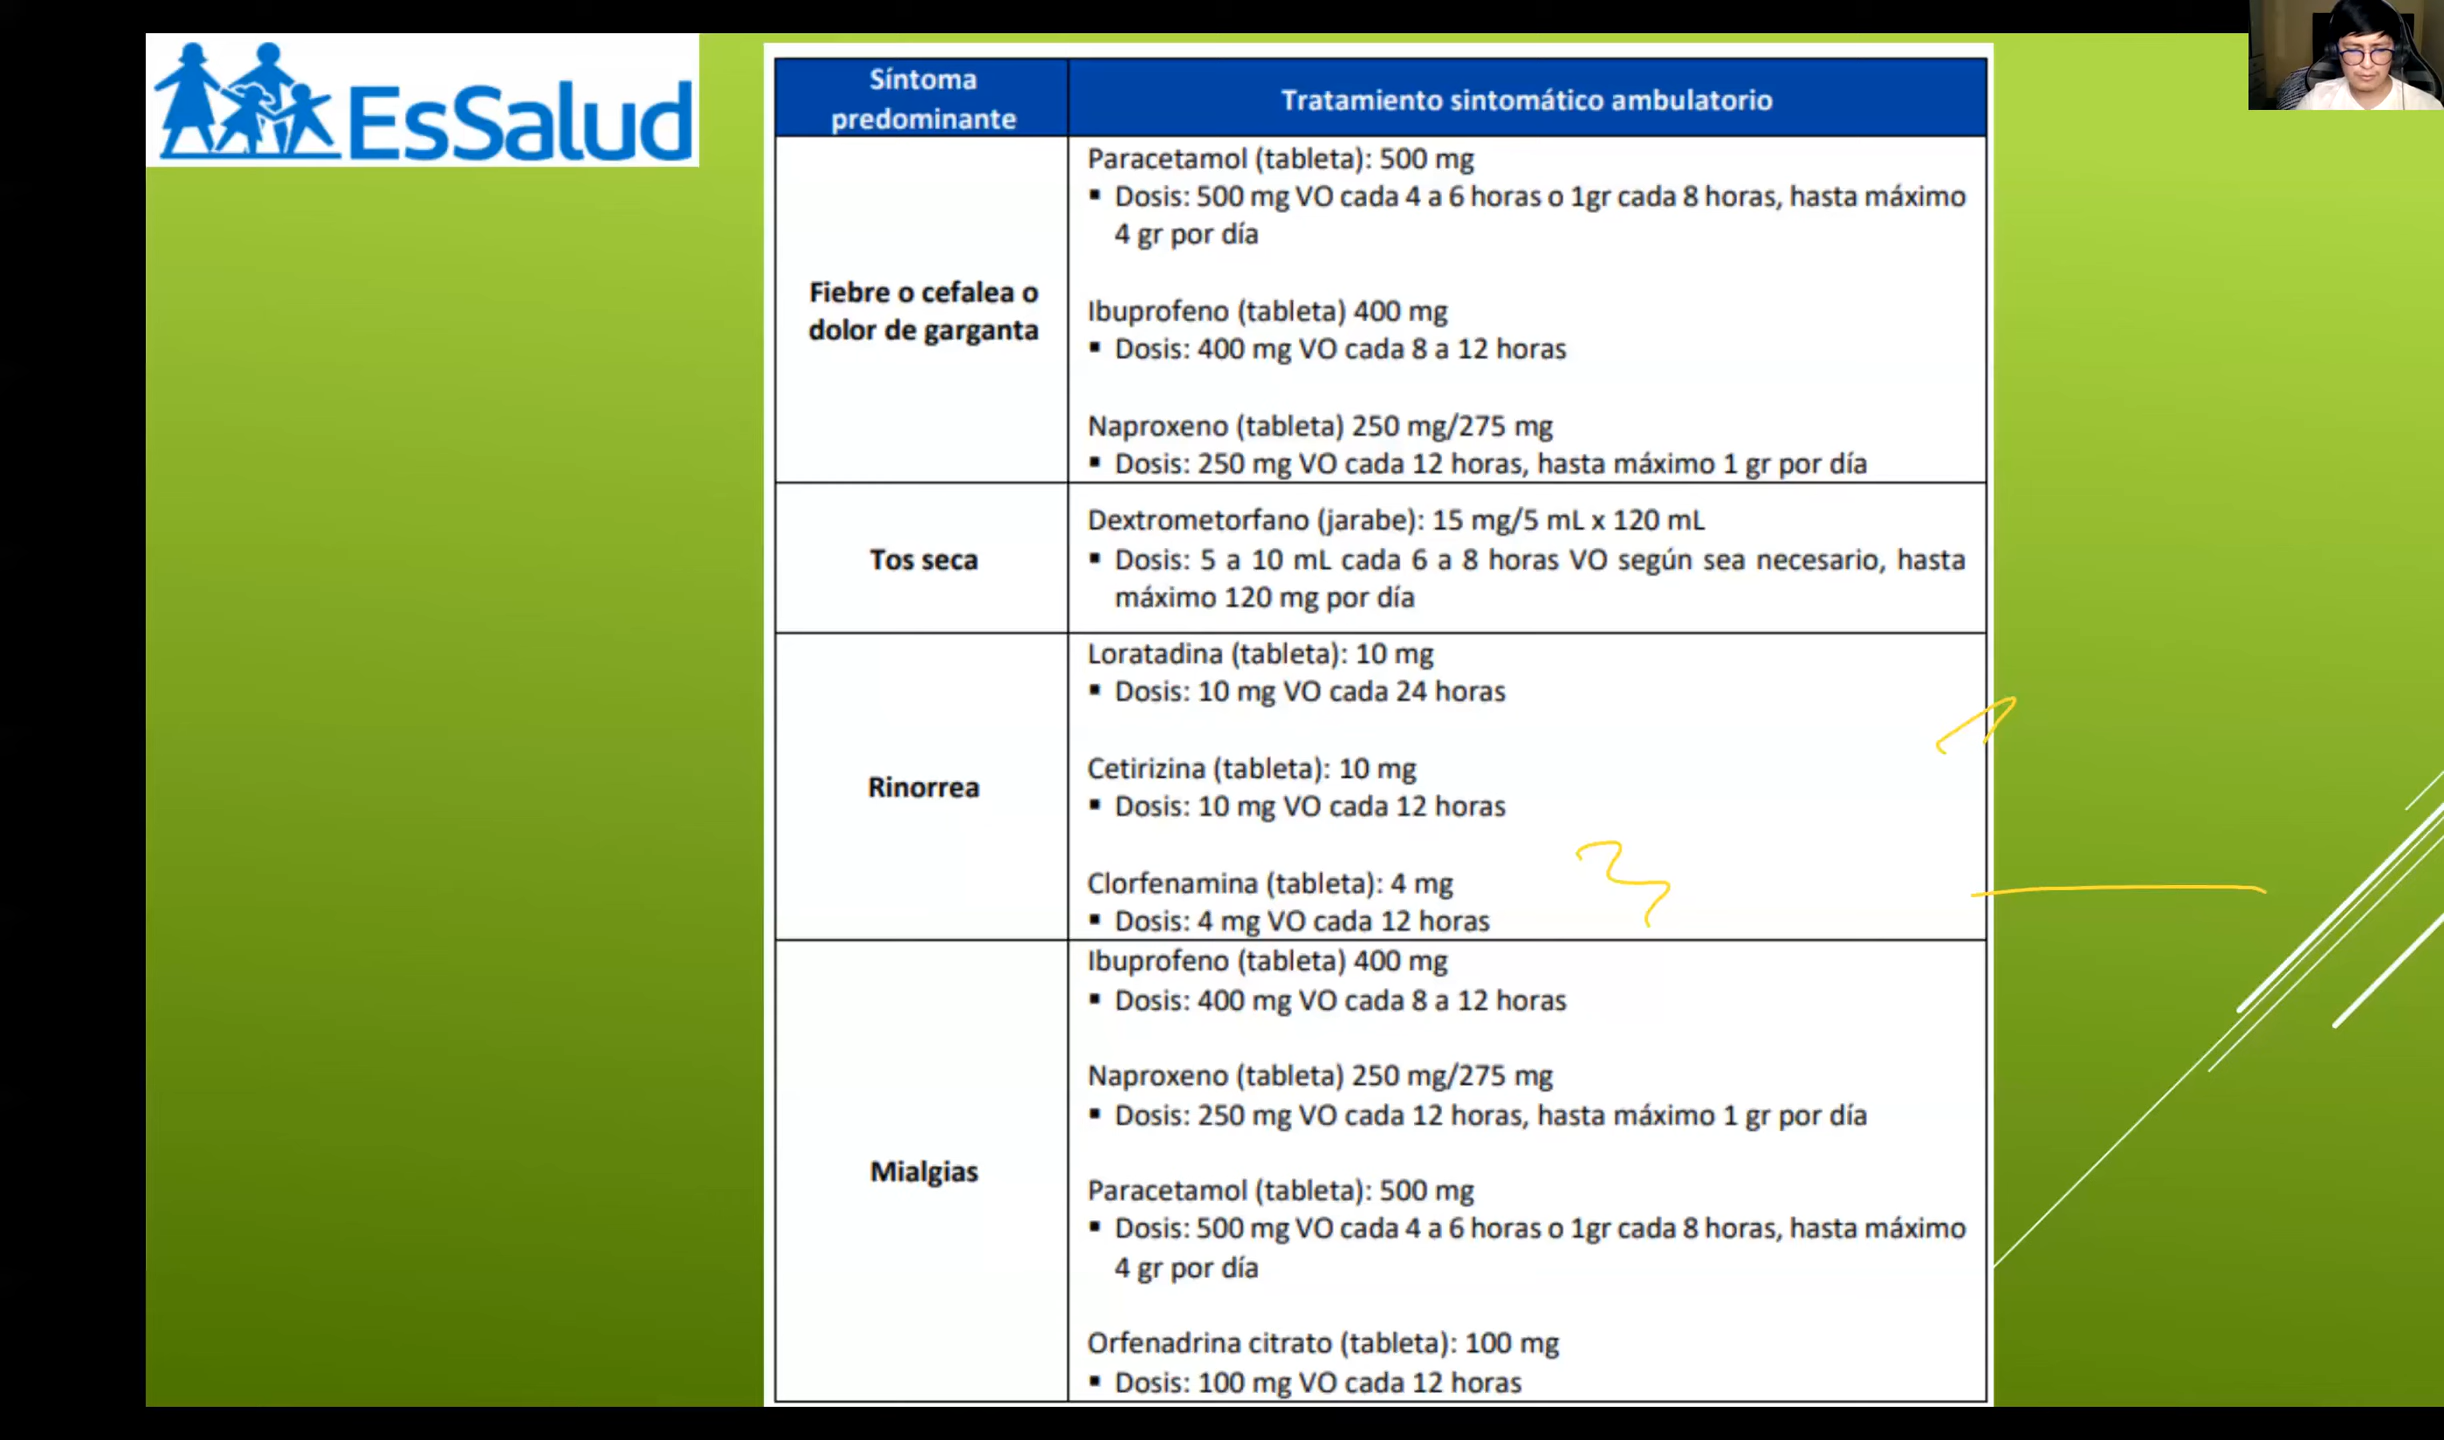 EsSalud
Síntoma
predominante
Tratamiento sintomático ambulatorio
Fiebre o cefalea o
dolor de garganta
Paracetamol (tableta): 500 mg
▪ Dosis: 500 mg VO cada 4 a 6 horas o 1gr cada 8 horas, hasta máximo
4 gr por día
Ibuprofeno (tableta) 400 mg
▪ Dosis: 400 mg VO cada 8 a 12 horas
Naproxeno (tableta) 250 mg/275 mg
▪ Dosis: 250 mg VO cada 12 horas, hasta máximo 1 gr por día
Tos seca
Dextrometorfano (jarabe): 15 mg/5 mL x 120 mL
▪ Dosis: 5 a 10 mL cada 6 a 8 horas VO según sea necesario, hasta
máximo 120 mg por día
Rinorrea
Loratadina (tableta): 10 mg
▪ Dosis: 10 mg VO cada 24 horas
Cetirizina (tableta): 10 mg
▪ Dosis: 10 mg VO cada 12 horas
Clorfenamina (tableta): 4 mg
▪ Dosis: 4 mg VO cada 12 horas
Mialgias
Ibuprofeno (tableta) 400 mg
▪ Dosis: 400 mg VO cada 8 a 12 horas
Naproxeno (tableta) 250 mg/275 mg
▪ Dosis: 250 mg VO cada 12 horas, hasta máximo 1 gr por día
Paracetamol (tableta): 500 mg
▪ Dosis: 500 mg VO cada 4 a 6 horas o 1gr cada 8 horas, hasta máximo
4 gr por día
Orfenadrina citrato (tableta): 100 mg
▪ Dosis: 100 mg VO cada 12 horas